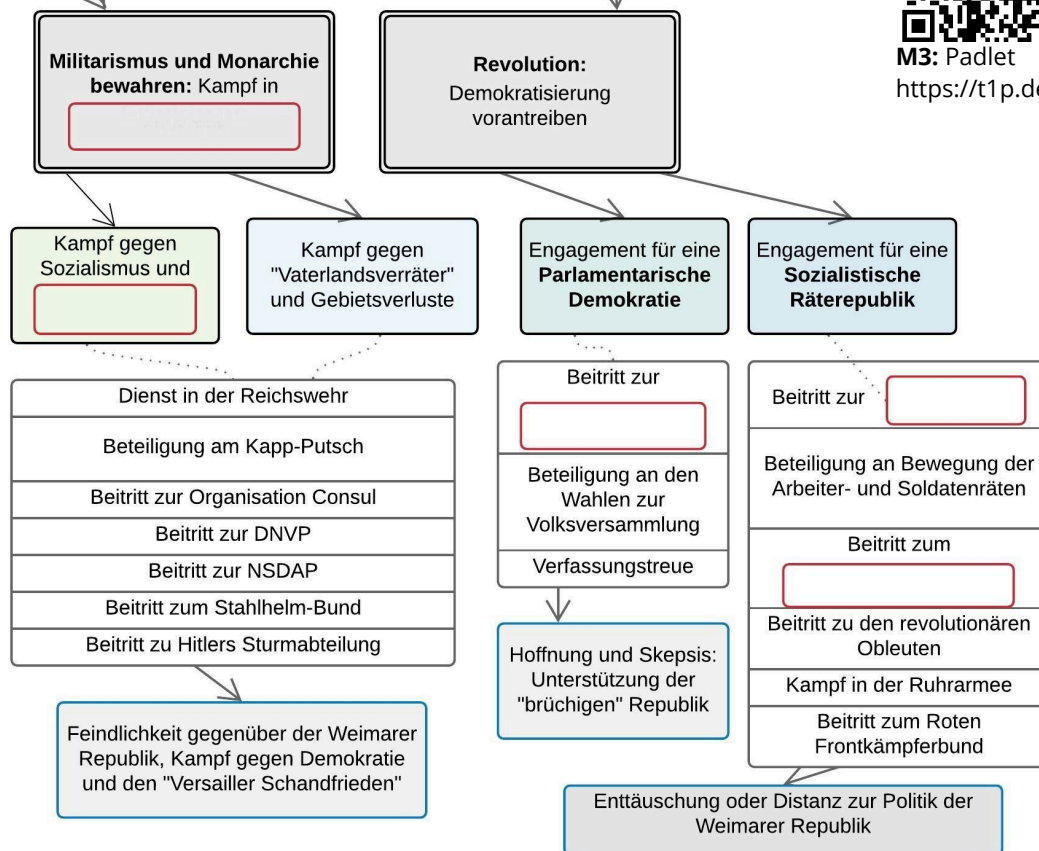 M3: Padlet
https://t1p.de
Militarismus und Monarchie
bewahren: Kampf in
Revolution:
Demokratisierung
vorantreiben
Kampf gegen
Sozialismus und
Kampf gegen
"Vaterlandsverräter"
und Gebietsverluste
Engagement für eine
Parlamentarische
Demokratie
Engagement für eine
Sozialistische
Räterepublik
Dienst in der Reichswehr
Beteiligung am Kapp-Putsch
Beitritt zur Organisation Consul
Beitritt zur DNVP
Beitritt zur NSDAP
Beitritt zum Stahlhelm-Bund
Beitritt zu Hitlers Sturmabteilung
Feindlichkeit gegenüber der Weimarer
Republik, Kampf gegen Demokratie
und den "Versailler Schandfrieden"
Beitritt zur
Beteiligung an den
Wahlen zur
Volksversammlung
Verfassungstreue
Hoffnung und Skepsis:
Unterstützung der
"brüchigen" Republik
Beitritt zur
Beteiligung an Bewegung der
Arbeiter- und Soldatenräten
Beitritt zum
Beitritt zu den revolutionären
Obleuten
Kampf in der Ruhrarmee
Beitritt zum Roten
Frontkämpferbund
Enttäuschung oder Distanz zur Politik der
Weimarer Republik